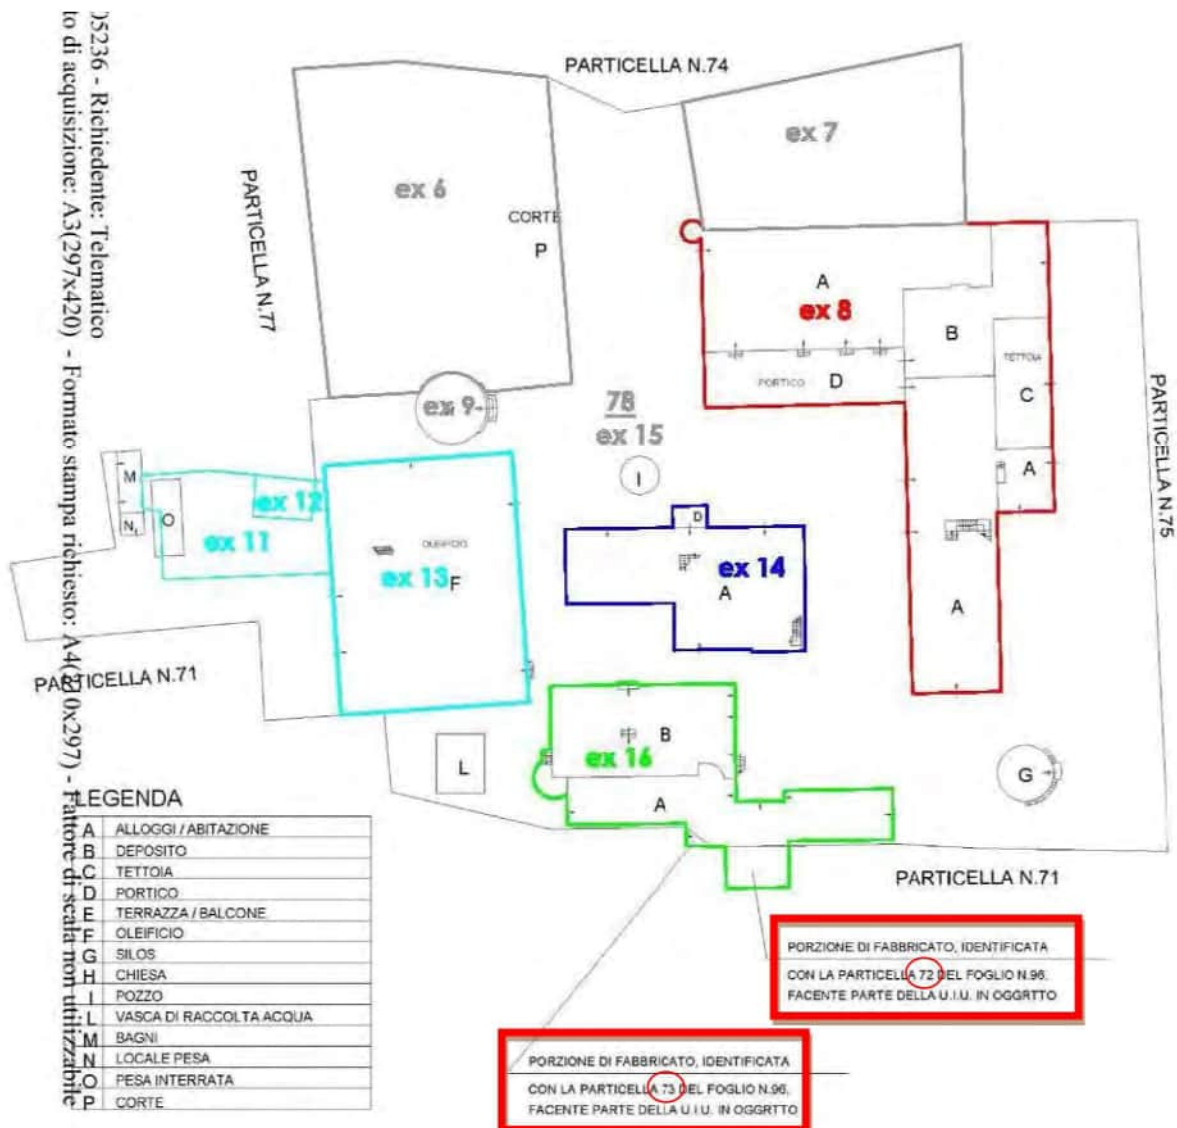 05236 - Richiedente: Telematico
to di acquisizione: A3(297x420) - Formato stampa richiesto: A4(210x297) - Fattore di scala non utilizzabile
PARTICELLA N.74
ex 7
ex 6
PARTICELLA N.77
CORTE
P
A
ex 8
B
TETTOIA
PORTICO D
C
PARTICELLA N.75
ex 9
78
ex 15
I
A
M
N
O
ex 12
ex 11
OLEIFICIO
ex 13 F
D
ex 14
A
A
PARTICELLA N.71
B
ex 16
L
A
G
PARTICELLA N.71
LEGENDA
A ALLOGGI / ABITAZIONE
B DEPOSITO
C TETTOIA
D PORTICO
E TERRAZZA / BALCONE
F OLEIFICIO
G SILOS
H CHIESA
I POZZO
L VASCA DI RACCOLTA ACQUA
M BAGNI
N LOCALE PESA
O PESA INTERRATA
P CORTE
PORZIONE DI FABBRICATO, IDENTIFICATA
CON LA PARTICELLA 72 DEL FOGLIO N.96,
FACENTE PARTE DELLA U.I.U. IN OGGRTTO
PORZIONE DI FABBRICATO, IDENTIFICATA
CON LA PARTICELLA 73 DEL FOGLIO N.96,
FACENTE PARTE DELLA U.I.U. IN OGGRTTO